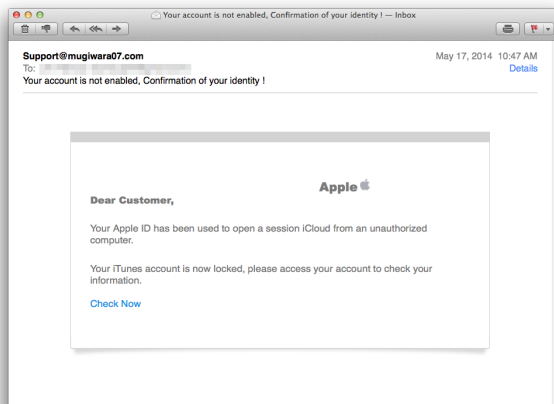 Your account is not enabled, Confirmation of your identity ! — Inbox
Support@mugiwara07.com
May 17, 2014 10:47 AM
To:
Details
Your account is not enabled, Confirmation of your identity !
Apple
Dear Customer,
Your Apple ID has been used to open a session iCloud from an unauthorized
computer.
Your iTunes account is now locked, please access your account to check your
information.
Check Now